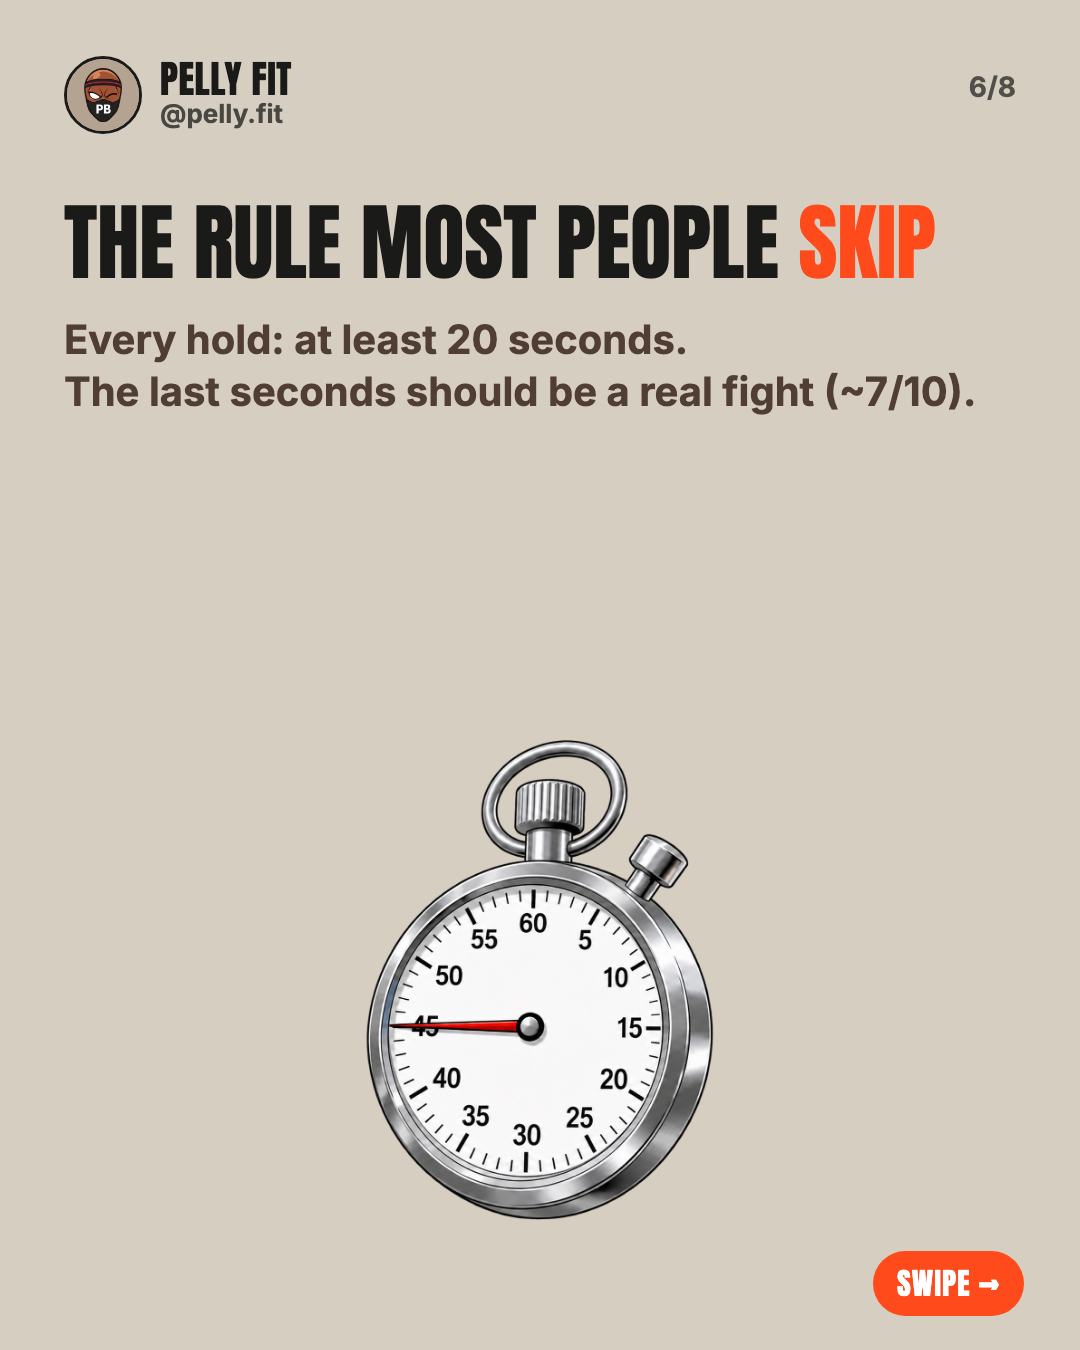 PELLY FIT
@pelly.fit
PB
6/8
THE RULE MOST PEOPLE SKIP
Every hold: at least 20 seconds.
The last seconds should be a real fight (~7/10).
60
5
10
15
20
25
30
35
40
45
50
55
SWIPE →